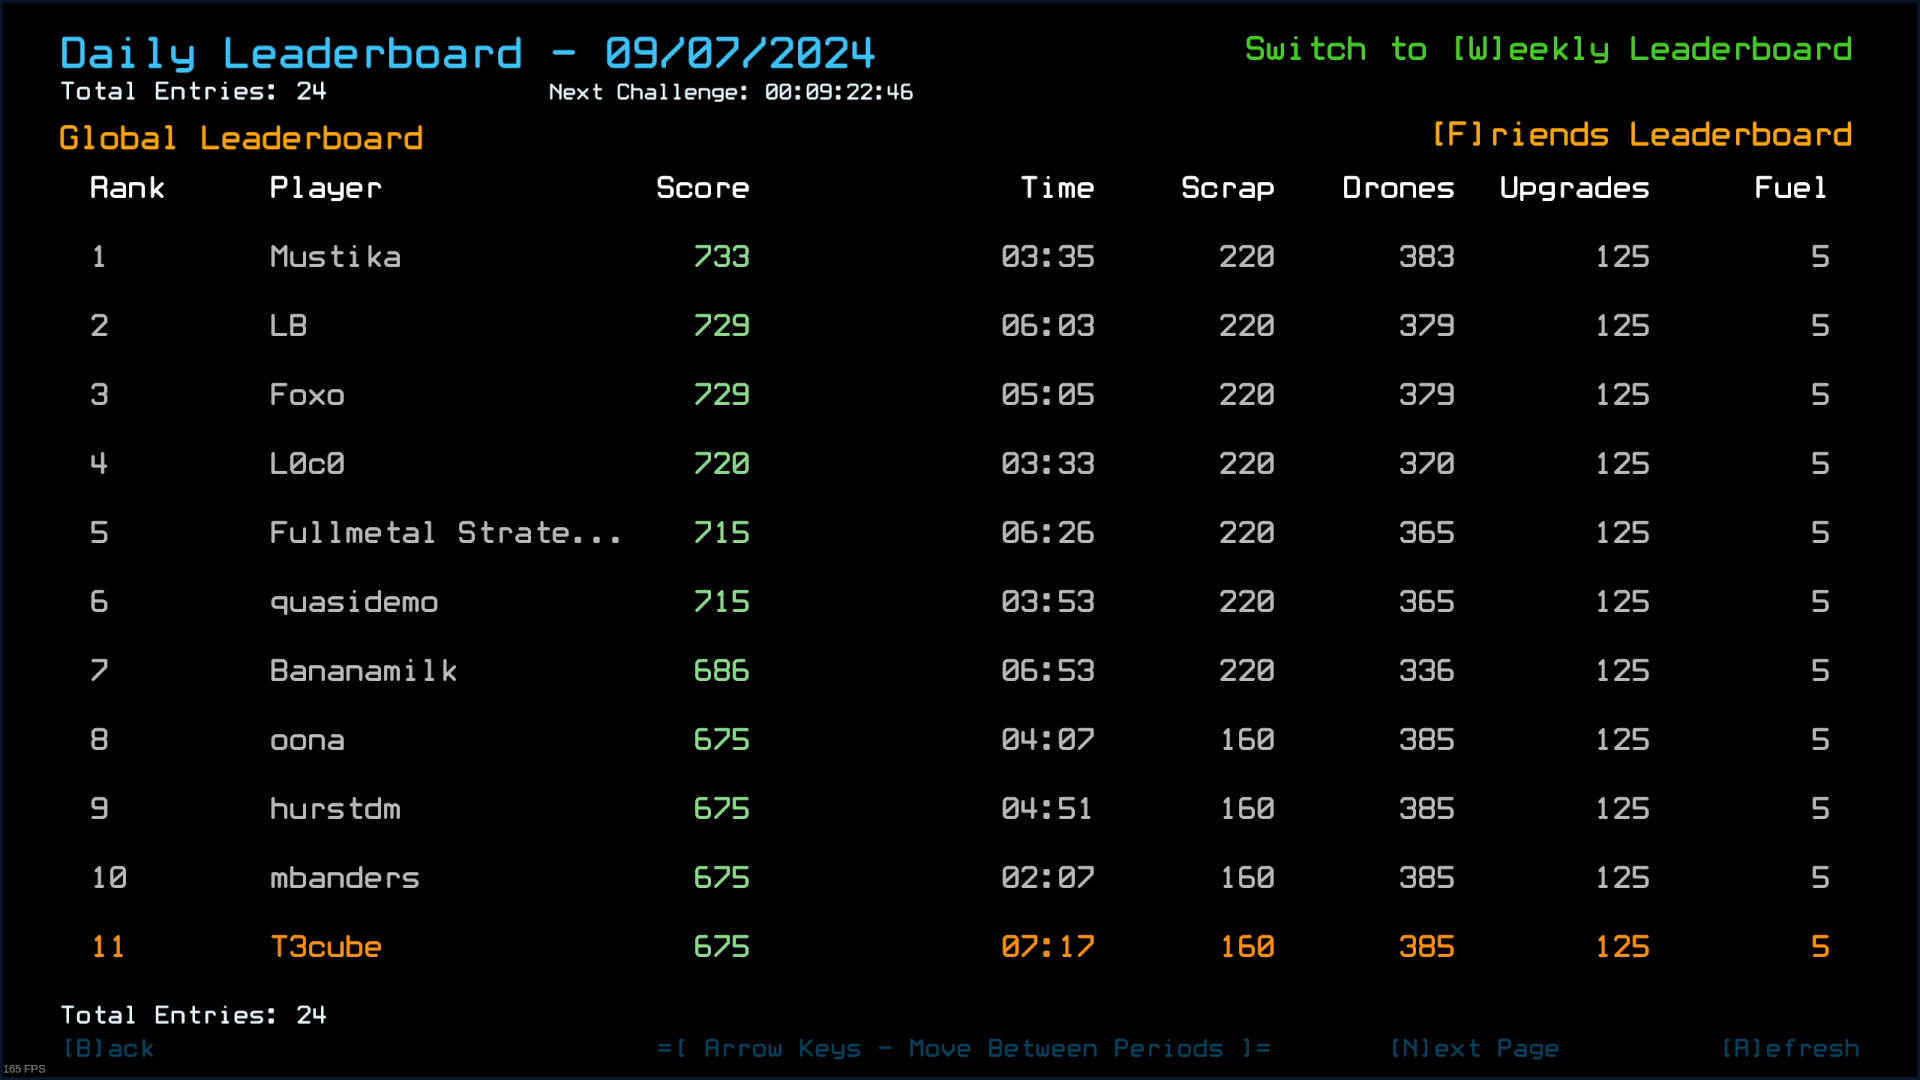 Daily Leaderboard - 09/07/2024 Switch to [W]eekly Leaderboard
Total Entries: 24 Next Challenge: 00:09:22:46
Global Leaderboard [F]riends Leaderboard
Rank Player Score Time Scrap Drones Upgrades Fuel
1 Mustika 733 03:35 220 383 125 5
2 LB 729 06:03 220 379 125 5
3 Foxo 729 05:05 220 379 125 5
4 L0c0 720 03:33 220 370 125 5
5 Fullmetal Strate... 715 06:26 220 365 125 5
6 quasidemo 715 03:53 220 365 125 5
7 Bananamilk 686 06:53 220 336 125 5
8 oona 675 04:07 160 385 125 5
9 hurstdm 675 04:51 160 385 125 5
10 mbanders 675 02:07 160 385 125 5
11 T3cube 675 07:17 160 385 125 5
Total Entries: 24
[B]ack =[ Arrow Keys - Move Between Periods ]= [N]ext Page [R]efresh
165 FPS